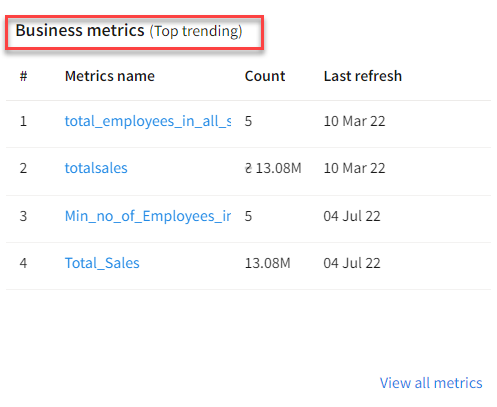 Business metrics (Top trending)
# Metrics name Count Last refresh
1 total_employees_in_all_s 5 10 Mar 22
2 totalsales ₴ 13.08M 10 Mar 22
3 Min_no_of_Employees_in 5 04 Jul 22
4 Total_Sales 13.08M 04 Jul 22
View all metrics